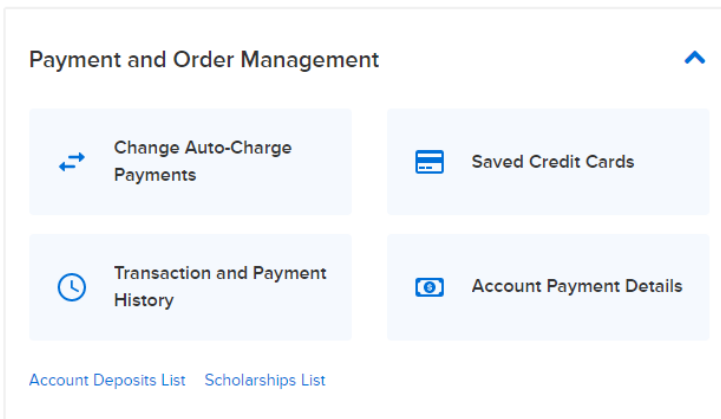 Payment and Order Management
Change Auto-Charge
Payments
Saved Credit Cards
Transaction and Payment
History
Account Payment Details
Account Deposits List Scholarships List